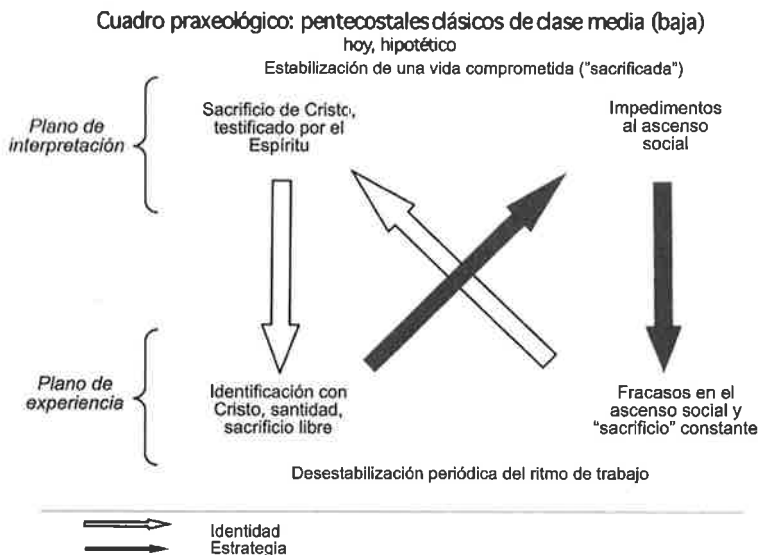 Cuadro praxeológico: pentecostales clásicos de clase media (baja)
hoy, hipotético
Estabilización de una vida comprometida ("sacrificada")
Plano de
interpretación
Sacrificio de Cristo,
testificado por el
Espíritu
Impedimentos
al ascenso
social
Plano de
experiencia
Identificación con
Cristo, santidad,
sacrificio libre
Fracasos en el
ascenso social y
"sacrificio" constante
Desestabilización periódica del ritmo de trabajo
Identidad
Estrategia